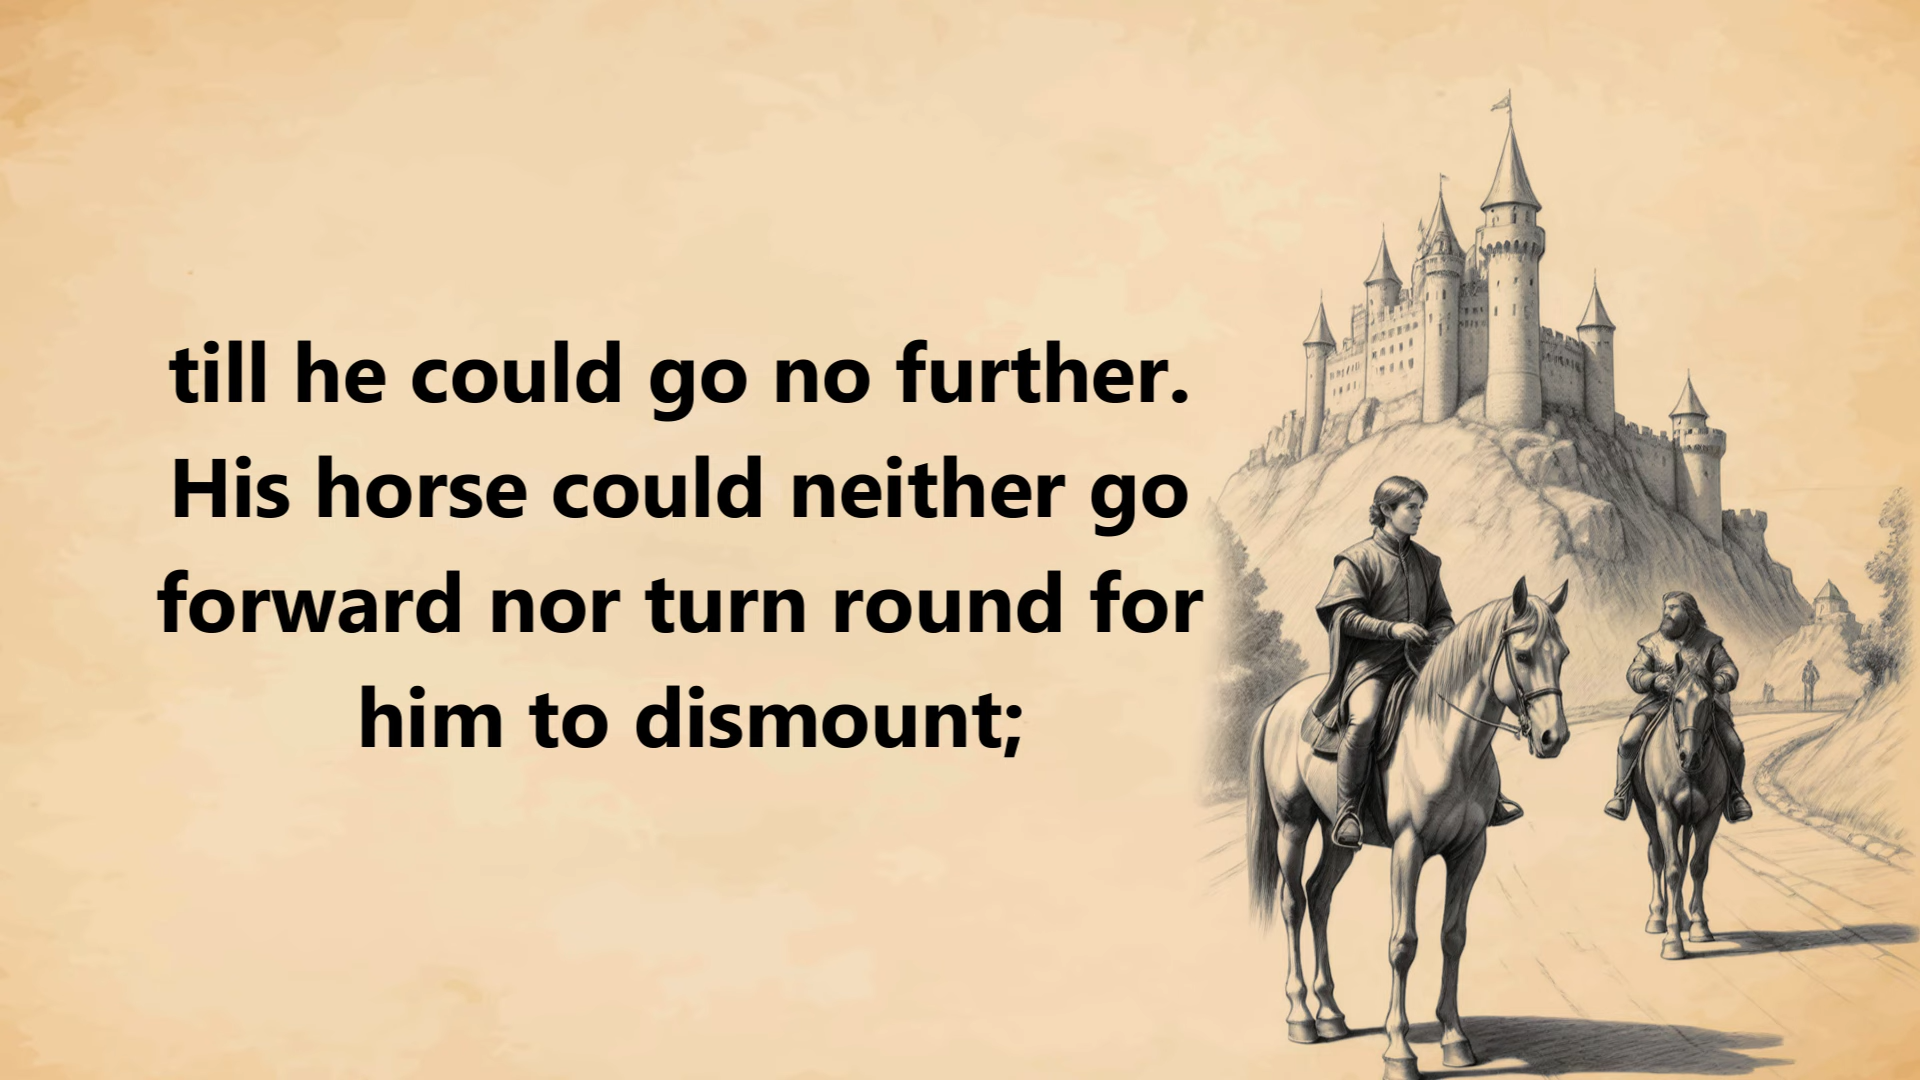 till he could go no further.
His horse could neither go
forward nor turn round for
him to dismount;